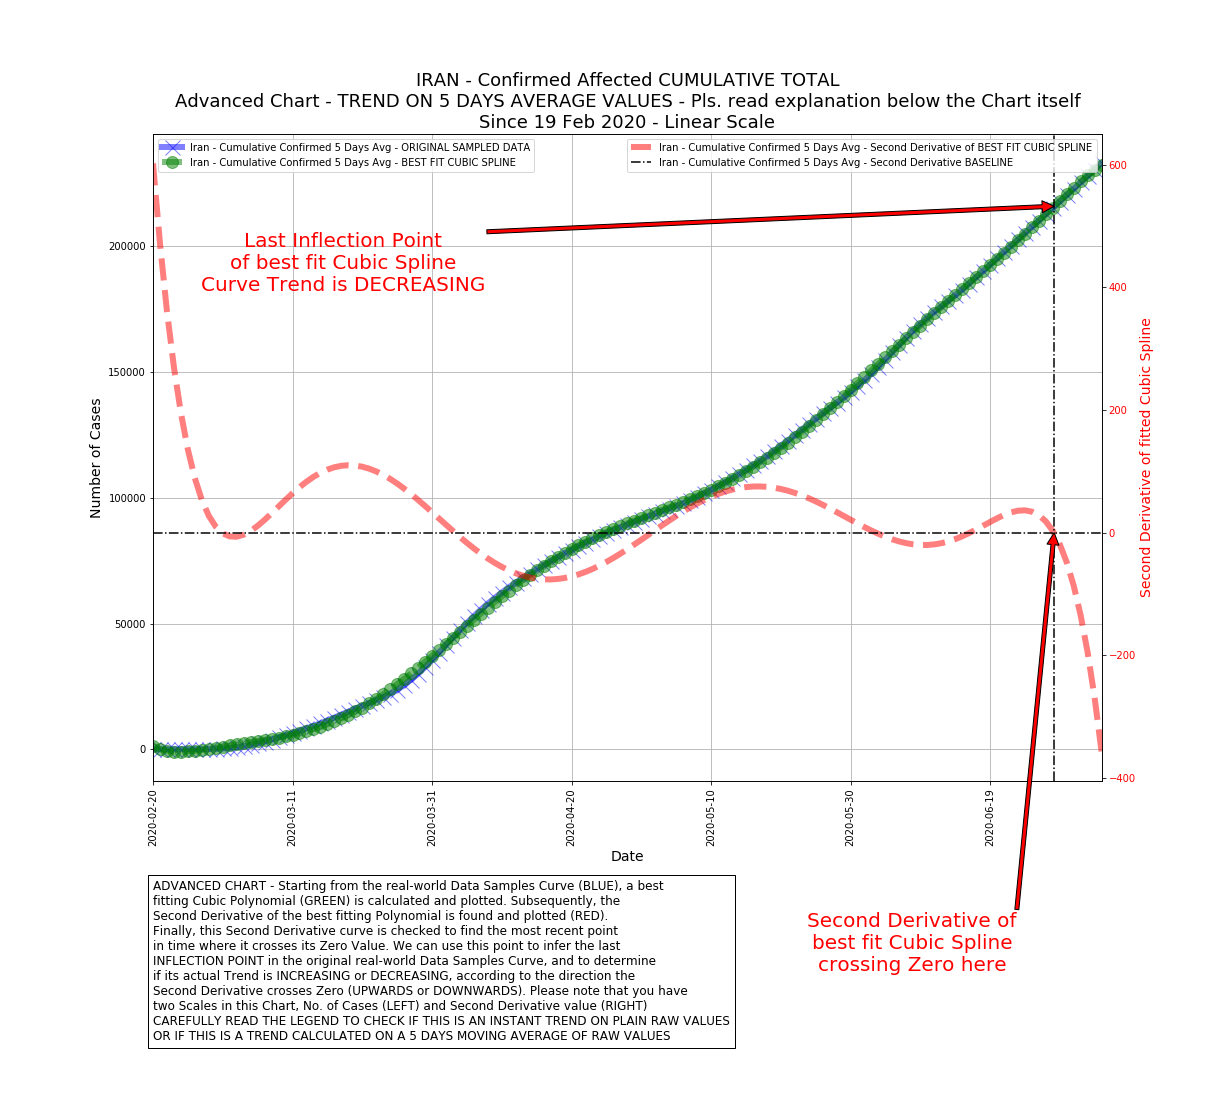 IRAN - Confirmed Affected CUMULATIVE TOTAL
Advanced Chart - TREND ON 5 DAYS AVERAGE VALUES - Pls. read explanation below the Chart itself
Since 19 Feb 2020 - Linear Scale
Iran - Cumulative Confirmed 5 Days Avg - ORIGINAL SAMPLED DATA
Iran - Cumulative Confirmed 5 Days Avg - BEST FIT CUBIC SPLINE
Iran - Cumulative Confirmed 5 Days Avg - Second Derivative of BEST FIT CUBIC SPLINE
Iran - Cumulative Confirmed 5 Days Avg - Second Derivative BASELINE
Last Inflection Point
of best fit Cubic Spline
Curve Trend is DECREASING
Number of Cases
200000
150000
100000
50000
0
600
400
200
0
−200
−400
Second Derivative of fitted Cubic Spline
2020-02-20
2020-03-11
2020-03-31
2020-04-20
2020-05-10
2020-05-30
2020-06-19
Date
Second Derivative of
best fit Cubic Spline
crossing Zero here
ADVANCED CHART - Starting from the real-world Data Samples Curve (BLUE), a best
fitting Cubic Polynomial (GREEN) is calculated and plotted. Subsequently, the
Second Derivative of the best fitting Polynomial is found and plotted (RED).
Finally, this Second Derivative curve is checked to find the most recent point
in time where it crosses its Zero Value. We can use this point to infer the last
INFLECTION POINT in the original real-world Data Samples Curve, and to determine
if its actual Trend is INCREASING or DECREASING, according to the direction the
Second Derivative crosses Zero (UPWARDS or DOWNWARDS). Please note that you have
two Scales in this Chart, No. of Cases (LEFT) and Second Derivative value (RIGHT)
CAREFULLY READ THE LEGEND TO CHECK IF THIS IS AN INSTANT TREND ON PLAIN RAW VALUES
OR IF THIS IS A TREND CALCULATED ON A 5 DAYS MOVING AVERAGE OF RAW VALUES